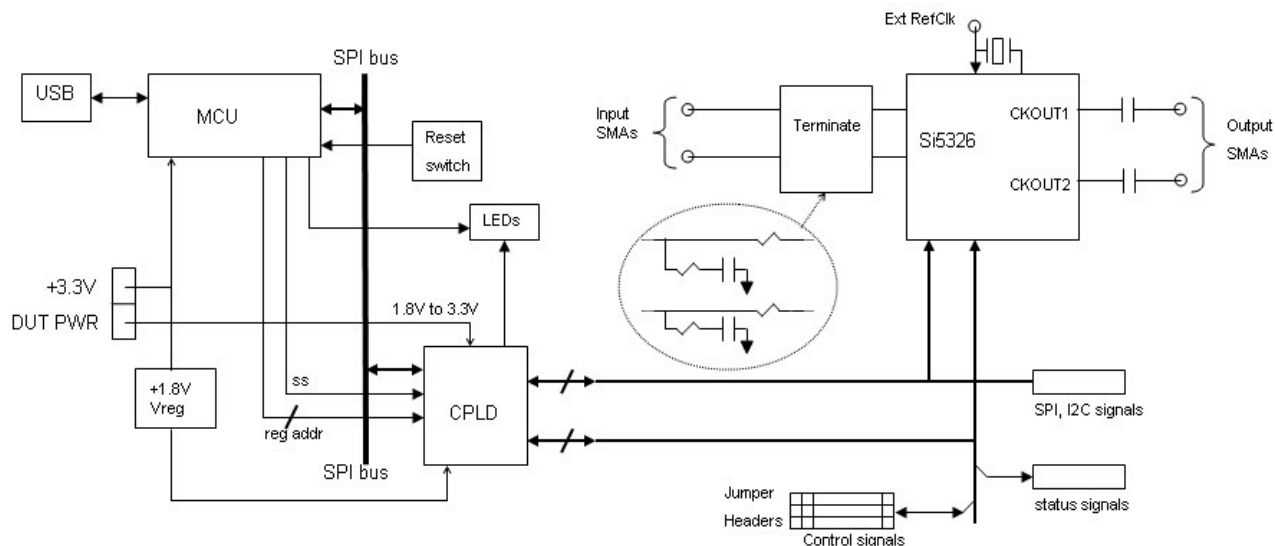 Ext RefClk
SPI bus
USB
MCU
Reset
switch
Input
SMAs
Terminate
Si5326
CKOUT1
CKOUT2
Output
SMAs
LEDs
+3.3V
DUT PWR
1.8V to 3.3V
+1.8V
Vreg
ss
reg addr
CPLD
SPI bus
SPI, I2C signals
status signals
Jumper
Headers
Control signals